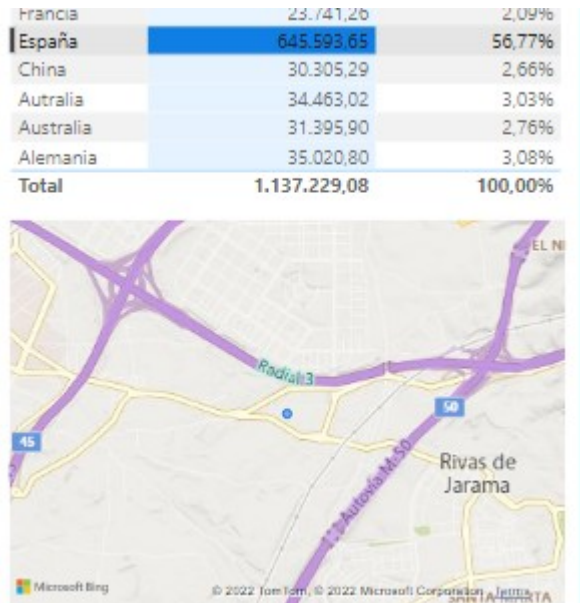 Francia 23.741,26 2,09%
España 645.593,65 56,77%
China 30.305,29 2,66%
Autralia 34.463,02 3,03%
Australia 31.395,90 2,76%
Alemania 35.020,80 3,08%
Total 1.137.229,08 100,00%
EL
Radial 3
50
45
Autovía M-50
Rivas de
Jarama
Microsoft Bing
© 2022 TomTom, © 2022 Microsoft Corporation Terms